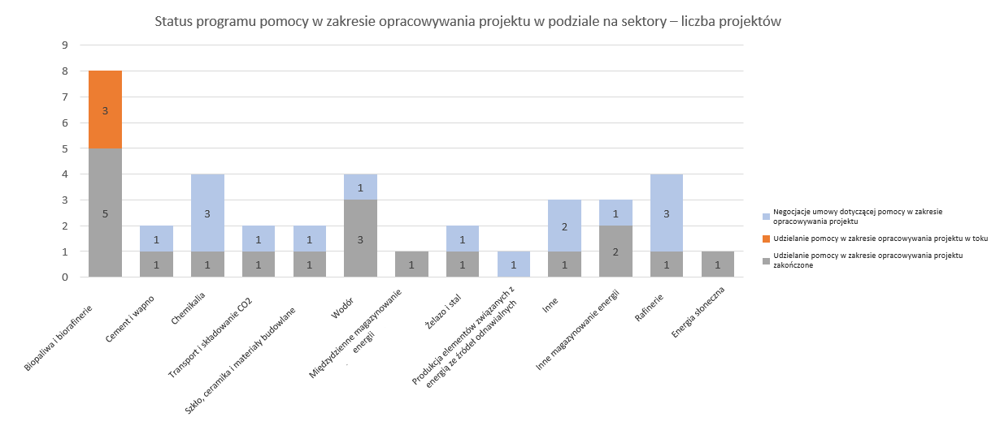 Status programu pomocy w zakresie opracowywania projektu w podziale na sektory – liczba projektów
9
8
7
6
5
4
3
2
1
0
3
5
1
1
3
1
1
1
1
1
1
3
1
1
1
1
2
1
1
2
3
1
1
Biopaliwa i biorafinerie
Cement i wapno
Chemikalia
Transport i składowanie CO2
Szkło, ceramika i materiały budowlane
Wodór
Międzydzienne magazynowanie
energii
Żelazo i stal
Produkcja elementów związanych z
energią ze źródeł odnawialnych
Inne
Inne magazynowanie energii
Rafinerie
Energia słoneczna
Negocjacje umowy dotyczącej pomocy w zakresie
opracowywania projektu
Udzielanie pomocy w zakresie opracowywania projektu w toku
Udzielanie pomocy w zakresie opracowywania projektu
zakończone